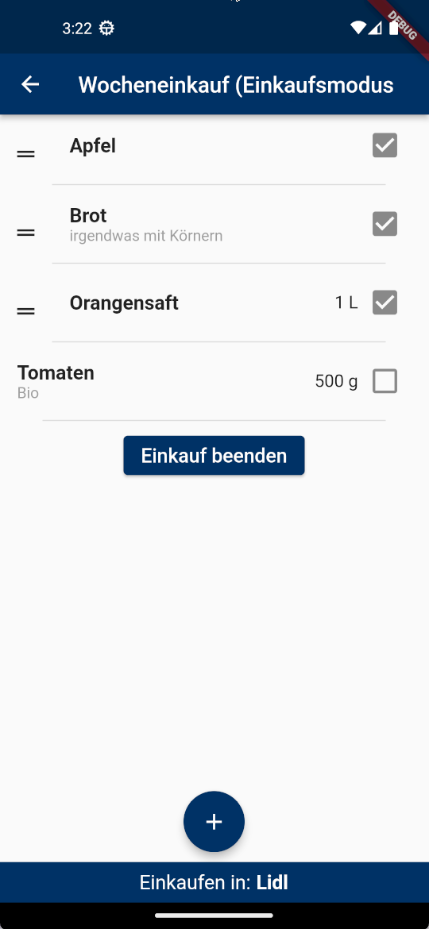 3:22
DEBUG
Wocheneinkauf (Einkaufsmodus
Apfel
Brot
irgendwas mit Körnern
Orangensaft 1 L
Tomaten
Bio
500 g
Einkauf beenden
Einkaufen in: Lidl